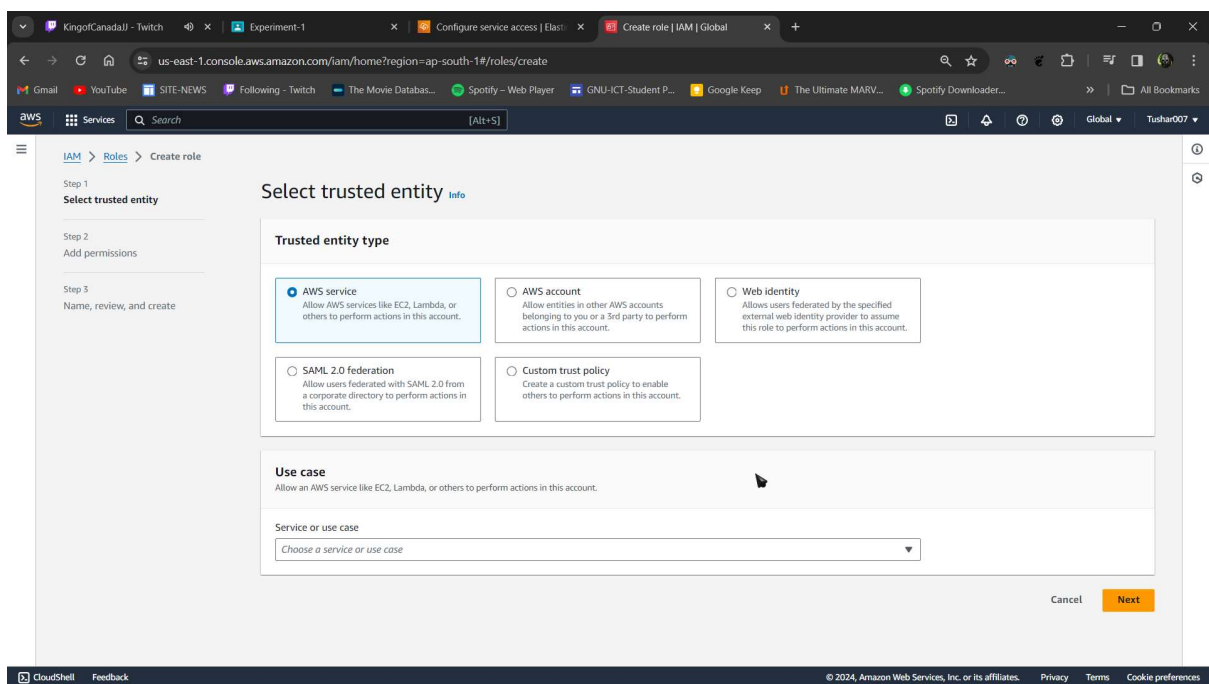 KingofCanadaJJ - Twitch
Experiment-1
Configure service access | Elasti
Create role | IAM | Global
us-east-1.console.aws.amazon.com/iam/home?region=ap-south-1#/roles/create
Gmail
YouTube
SITE-NEWS
Following - Twitch
The Movie Databas...
Spotify – Web Player
GNU-ICT-Student P...
Google Keep
The Ultimate MARV...
Spotify Downloader...
All Bookmarks
aws
Services
Search
[Alt+S]
Global
Tushar007
IAM > Roles > Create role
Step 1
Select trusted entity
Step 2
Add permissions
Step 3
Name, review, and create
Select trusted entity Info
Trusted entity type
AWS service
Allow AWS services like EC2, Lambda, or
others to perform actions in this account.
AWS account
Allow entities in other AWS accounts
belonging to you or a 3rd party to perform
actions in this account.
Web identity
Allows users federated by the specified
external web identity provider to assume
this role to perform actions in this account.
SAML 2.0 federation
Allow users federated with SAML 2.0 from
a corporate directory to perform actions in
this account.
Custom trust policy
Create a custom trust policy to enable
others to perform actions in this account.
Use case
Allow an AWS service like EC2, Lambda, or others to perform actions in this account.
Service or use case
Choose a service or use case
Cancel
Next
CloudShell
Feedback
© 2024, Amazon Web Services, Inc. or its affiliates.
Privacy
Terms
Cookie preferences